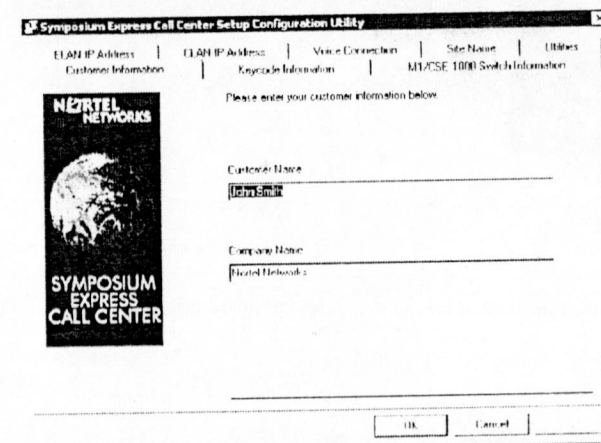 Symposium Express Call Center Setup Configuration Utility
ELAN IP Address CLAN IP Address Voice Connection Site Name Utilities
Customer Information Keycode Information M1/CSE 1000 Switch Information
NORTEL
NETWORKS
Please enter your customer information below.
Customer Name
John Smith
Company Name
Nortel Networks
SYMPOSIUM
EXPRESS
CALL CENTER
Ok Cancel